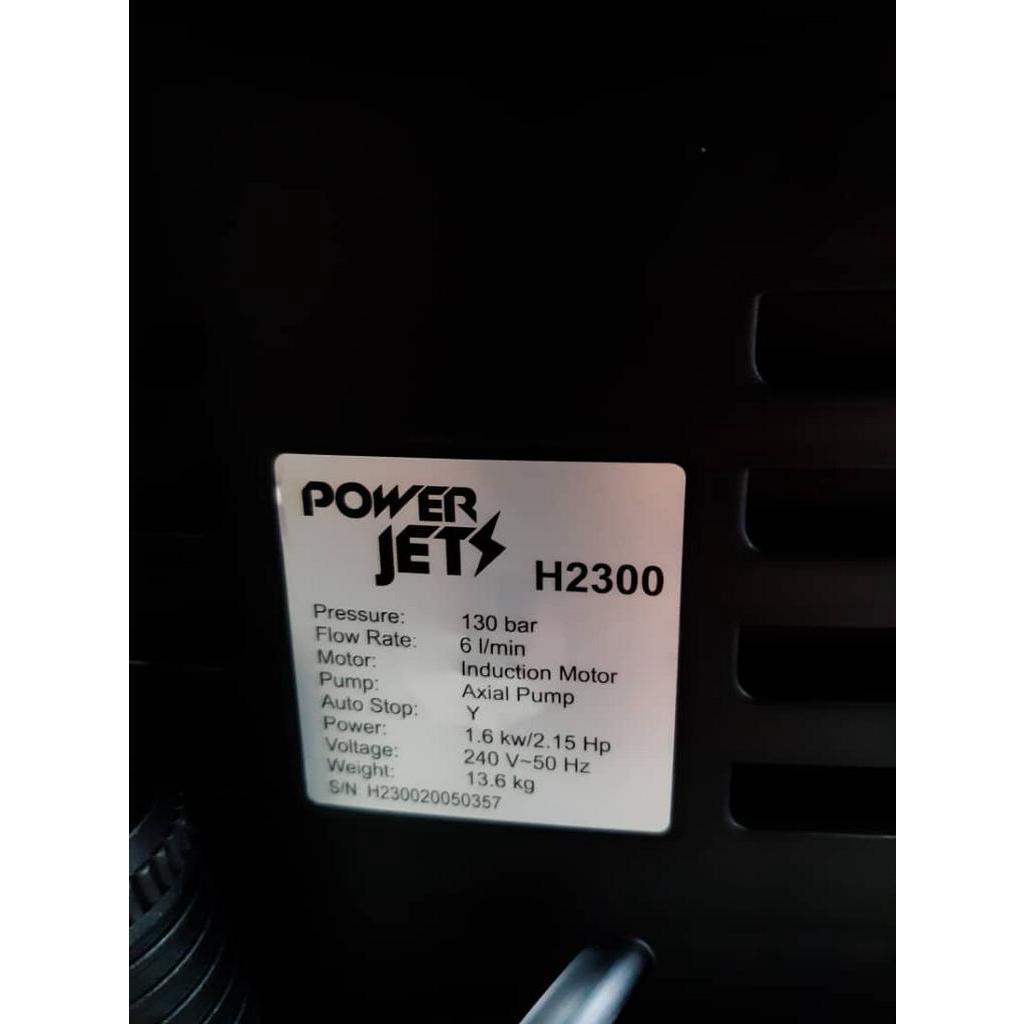 POWER
JET
H2300
Pressure: 130 bar
Flow Rate: 6 l/min
Motor: Induction Motor
Pump: Axial Pump
Auto Stop: Y
Power: 1.6 kw/2.15 Hp
Voltage: 240 V~50 Hz
Weight: 13.6 kg
S/N: H230020050357